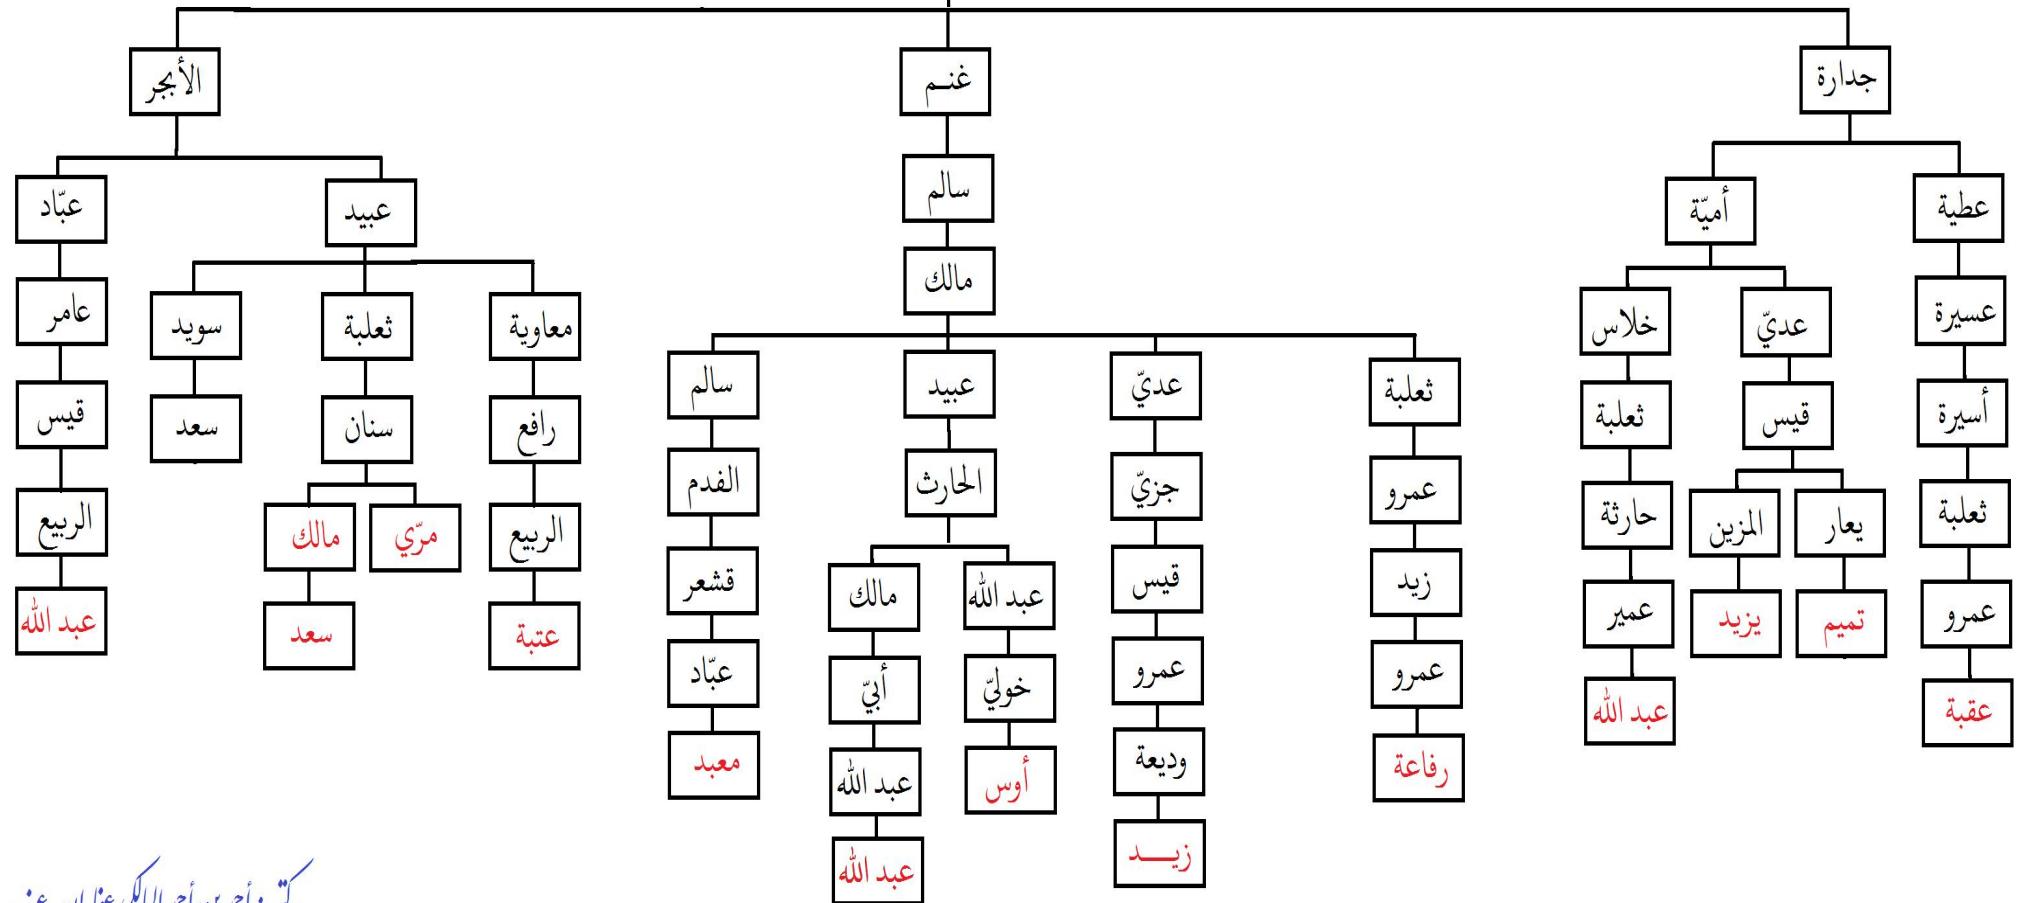 جدارة
غنـم
الأبجر
عطية
أميّة
سالم
عبيد
عبّاد
مالك
عسيرة
عديّ
خلاس
معاوية
ثعلبة
سويد
عامر
ثعلبة
عديّ
عبيد
سالم
أسيرة
قيس
ثعلبة
رافع
سنان
سعد
قيس
عمرو
جزيّ
الحارث
الفدم
ثعلبة
يعار
المزين
حارثة
الربيع
مرّي
مالك
الربيع
زيد
قيس
عبد الله
مالك
قشعر
عمرو
تميم
يزيد
عمير
عتبة
سعد
عبد الله
عمرو
عمرو
خوليّ
أبيّ
عبّاد
عقبة
عبد الله
رفاعة
وديعة
أوس
عبد الله
معبد
زيــد
عبد الله